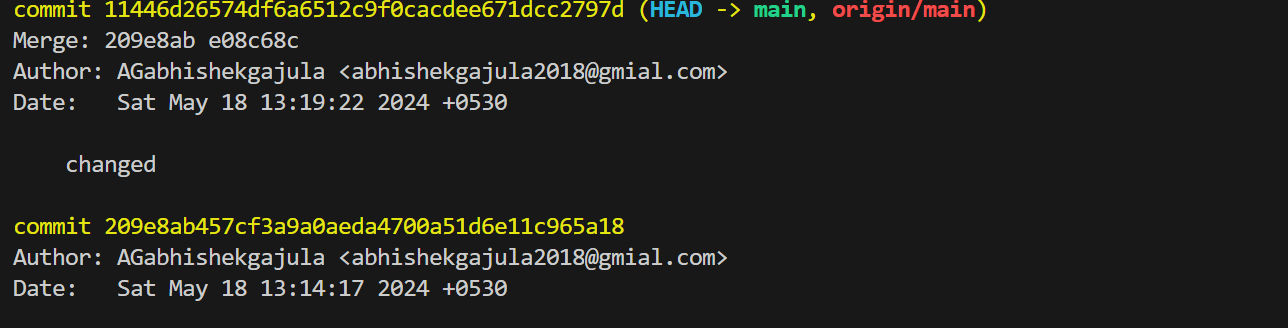 commit 11446d26574df6a6512c9f0cacdee671dcc2797d (HEAD -> main, origin/main)
Merge: 209e8ab e08c68c
Author: AGabhishekgajula <abhishekgajula2018@gmial.com>
Date:   Sat May 18 13:19:22 2024 +0530
    changed
commit 209e8ab457cf3a9a0aeda4700a51d6e11c965a18
Author: AGabhishekgajula <abhishekgajula2018@gmial.com>
Date:   Sat May 18 13:14:17 2024 +0530